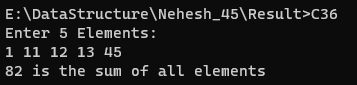 E:\DataStructure\Nehesh_45\Result>C36
Enter 5 Elements:
1 11 12 13 45
82 is the sum of all elements